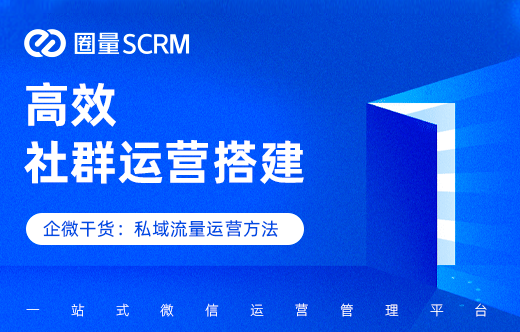 圈量SCRM
高效
社群运营搭建
企微干货：私域流量运营方法
一站式微信运营管理平台